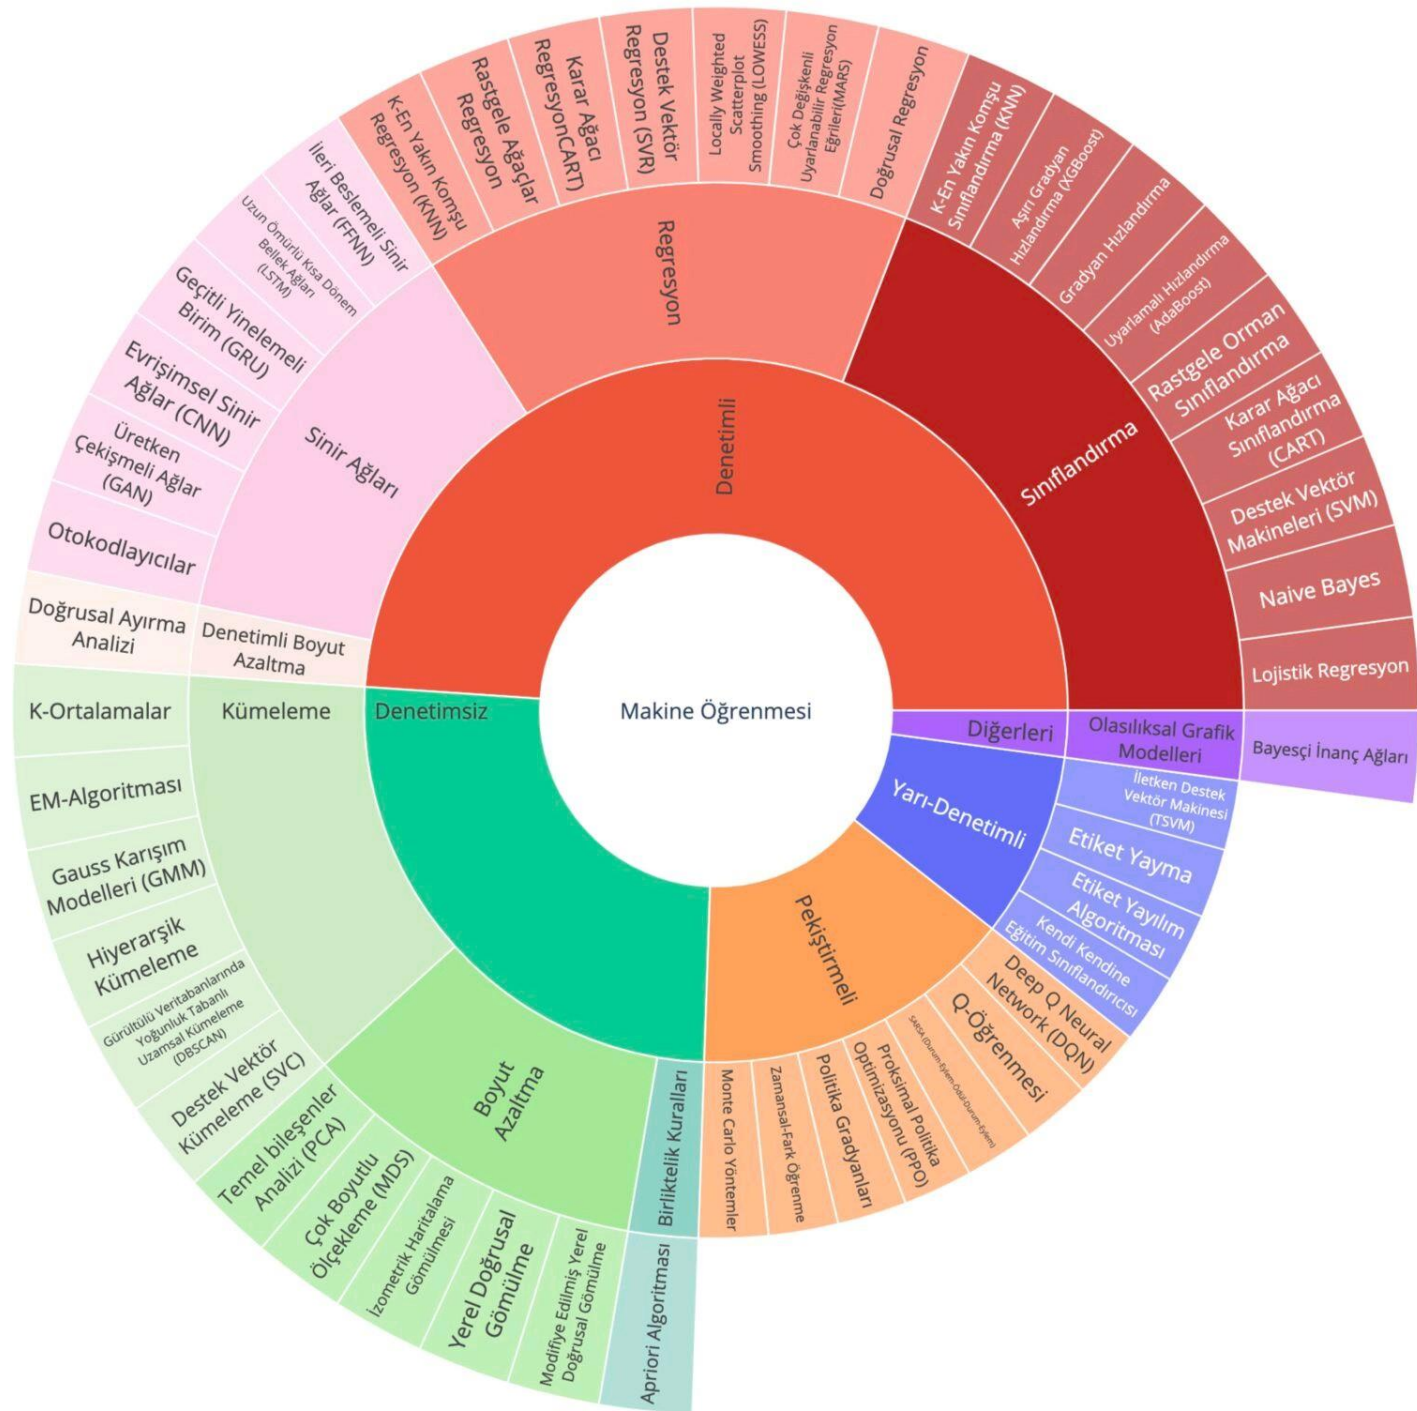 Makine Öğrenmesi
Denetimli
Regresyon
K-En Yakın Komşu
Regresyon (KNN)
Rastgele Ağaçlar
Regresyon
Karar Ağacı
RegresyonCART)
Destek Vektör
Regresyon (SVR)
Locally Weighted
Scatterplot
Smoothing (LOWESS)
Çok Değişkenli
Uyarlanabilir Regresyon
Eğrileri(MARS)
Doğrusal Regresyon
Sınıflandırma
K-En Yakın Komşu
Sınıflandırma (KNN)
Aşırı Gradyan
Hızlandırma (XGBoost)
Gradyan Hızlandırma
Uyarlamalı Hızlandırma
(AdaBoost)
Rastgele Orman
Sınıflandırma
Karar Ağacı
Sınıflandırma
(CART)
Destek Vektör
Makineleri (SVM)
Naive Bayes
Lojistik Regresyon
Diğerleri
Olasılıksal Grafik
Modelleri
Bayesçi İnanç Ağları
Yarı-Denetimli
İletken Destek
Vektör Makinesi
(TSVM)
Etiket Yayma
Etiket Yayılım
Algoritması
Kendi Kendine
Eğitim Sınıflandırıcısı
Pekiştirmeli
Deep Q Neural
Network (DQN)
Q-Öğrenmesi
SARSA (Durum-Eylem-Ödül-Durum-Eylem)
Proksimal Politika
Optimizasyonu (PPO)
Politika Gradyanları
Zamansal-Fark Öğrenme
Monte Carlo Yöntemler
Denetimsiz
Birliktelik Kuralları
Apriori Algoritması
Boyut
Azaltma
Modifiye Edilmiş Yerel
Doğrusal Gömülme
Yerel Doğrusal
Gömülme
İzometrik Haritalama
Gömülmesi
Çok Boyutlu
Ölçekleme (MDS)
Temel bileşenler
Analizi (PCA)
Kümeleme
Destek Vektör
Kümeleme (SVC)
Gürültülü Veritabanlarında
Yoğunluk Tabanlı
Uzamsal Kümeleme
(DBSCAN)
Hiyerarşik
Kümeleme
Gauss Karışım
Modelleri (GMM)
EM-Algoritması
K-Ortalamalar
Denetimli Boyut
Azaltma
Doğrusal Ayırma
Analizi
Sinir Ağları
Otokodlayıcılar
Üretken
Çekişmeli Ağlar
(GAN)
Evrişimsel Sinir
Ağlar (CNN)
Geçitli Yinelemeli
Birim (GRU)
Uzun Ömürlü Kısa Dönem
Bellek Ağları
(LSTM)
İleri Beslemeli Sinir
Ağlar (FFNN)